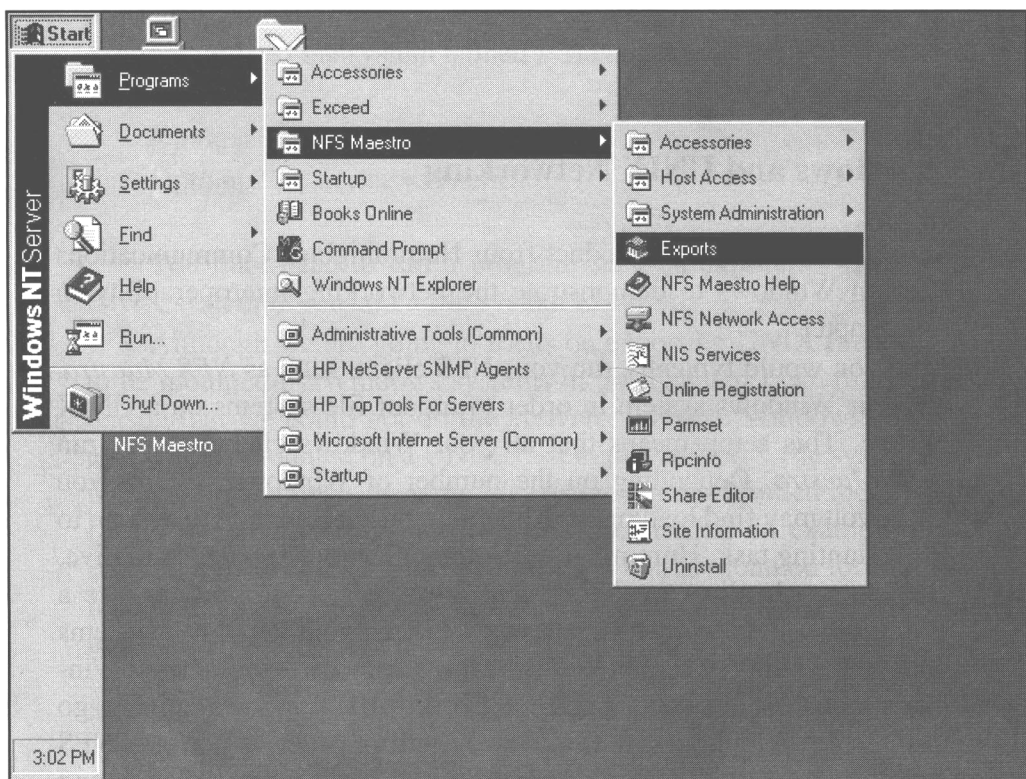 Start
Windows NT Server
Programs
Documents
Settings
Find
Help
Run...
Shut Down...
NFS Maestro
Accessories
Exceed
NFS Maestro
Startup
Books Online
Command Prompt
Windows NT Explorer
Administrative Tools (Common)
HP NetServer SNMP Agents
HP TopTools For Servers
Microsoft Internet Server (Common)
Startup
Accessories
Host Access
System Administration
Exports
NFS Maestro Help
NFS Network Access
NIS Services
Online Registration
Parmset
Rpcinfo
Share Editor
Site Information
Uninstall
3:02 PM